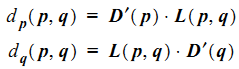 d_p(p, q) = D′(p) · L(p, q)
d_q(p, q) = L(p, q) · D′(q)